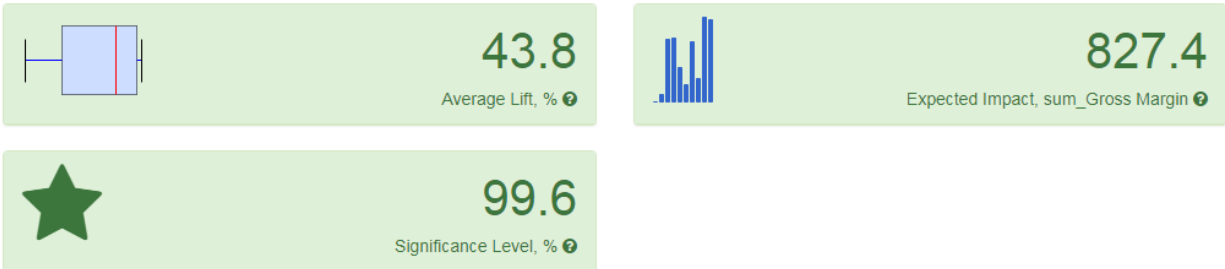 43.8
Average Lift, % ?
827.4
Expected Impact, sum_Gross Margin ?
99.6
Significance Level, % ?